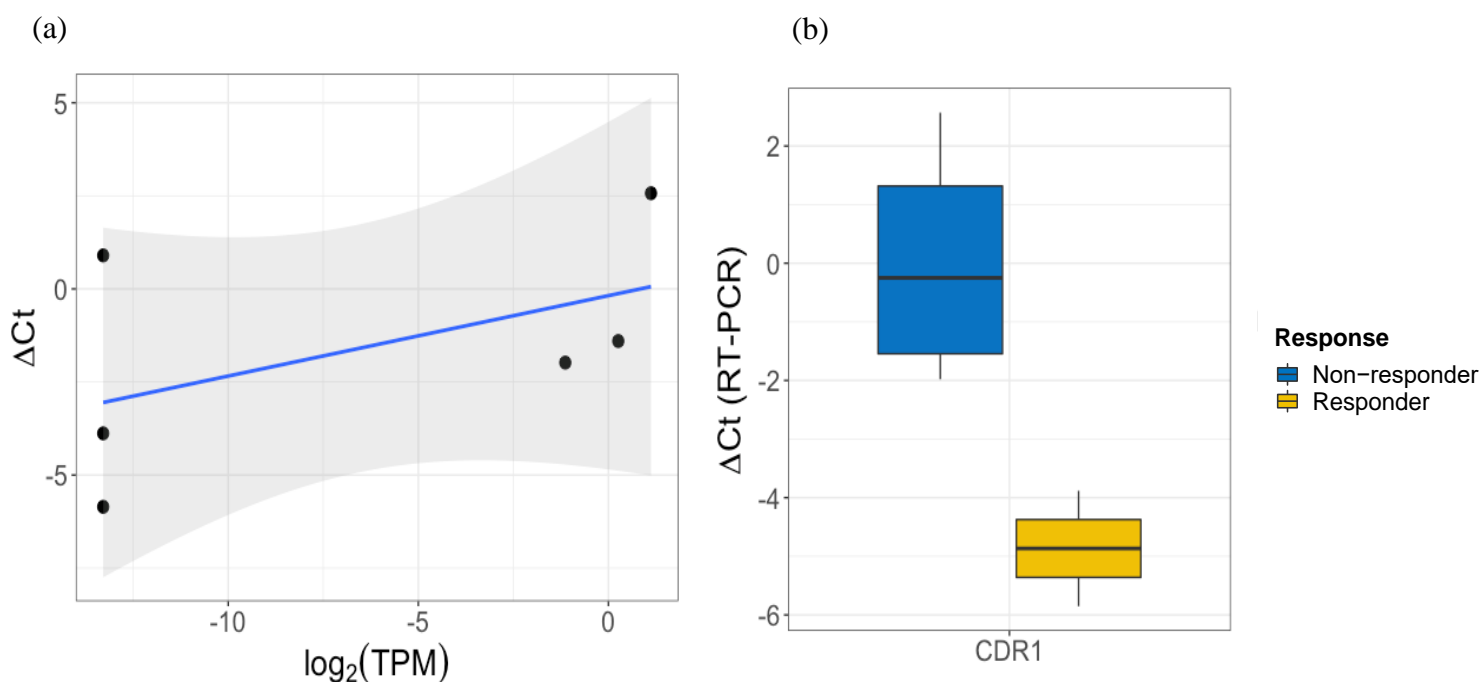 (a)
(b)
5
0
-5
ΔCt
-10
-5
0
log₂(TPM)
2
0
-2
-4
-6
ΔCt (RT-PCR)
CDR1
Response
Non−responder
Responder